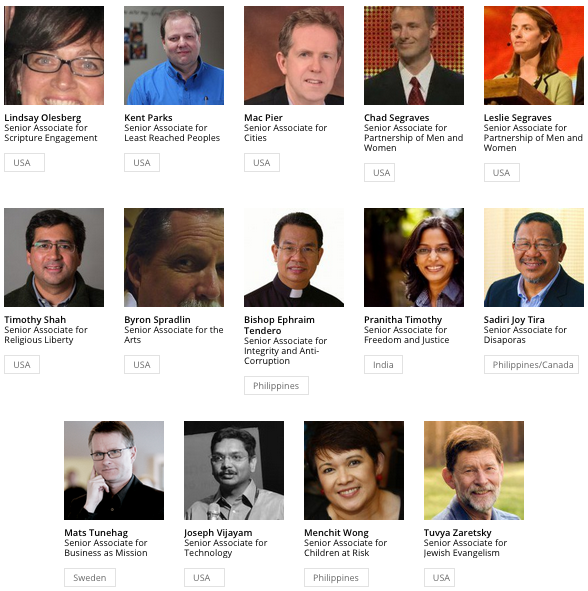 Lindsay Olesberg
Senior Associate for
Scripture Engagement
USA
Kent Parks
Senior Associate for
Least Reached Peoples
USA
Mac Pier
Senior Associate for
Cities
USA
Chad Segraves
Senior Associate for
Partnership of Men and
Women
USA
Leslie Segraves
Senior Associate for
Partnership of Men and
Women
USA
Timothy Shah
Senior Associate for
Religious Liberty
USA
Byron Spradlin
Senior Associate for the
Arts
USA
Bishop Ephraim
Tendero
Senior Associate for
Integrity and Anti-
Corruption
Philippines
Pranitha Timothy
Senior Associate for
Freedom and Justice
India
Sadiri Joy Tira
Senior Associate for
Disaporas
Philippines/Canada
Mats Tunehag
Senior Associate for
Business as Mission
Sweden
Joseph Vijayam
Senior Associate for
Technology
USA
Menchit Wong
Senior Associate for
Children at Risk
Philippines
Tuvya Zaretsky
Senior Associate for
Jewish Evangelism
USA